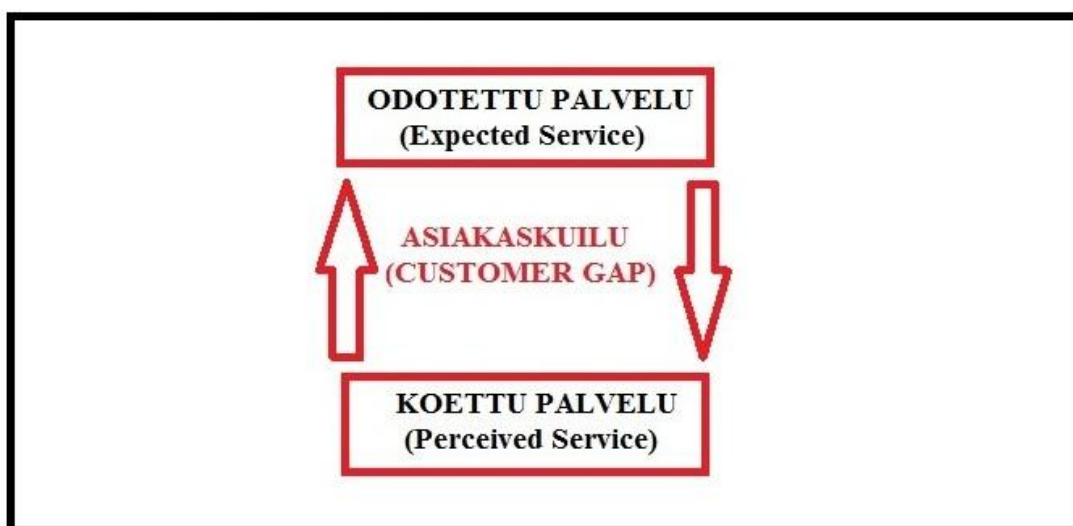 ODOTETTU PALVELU
(Expected Service)
ASIAKASKUILU
(CUSTOMER GAP)
KOETTU PALVELU
(Perceived Service)